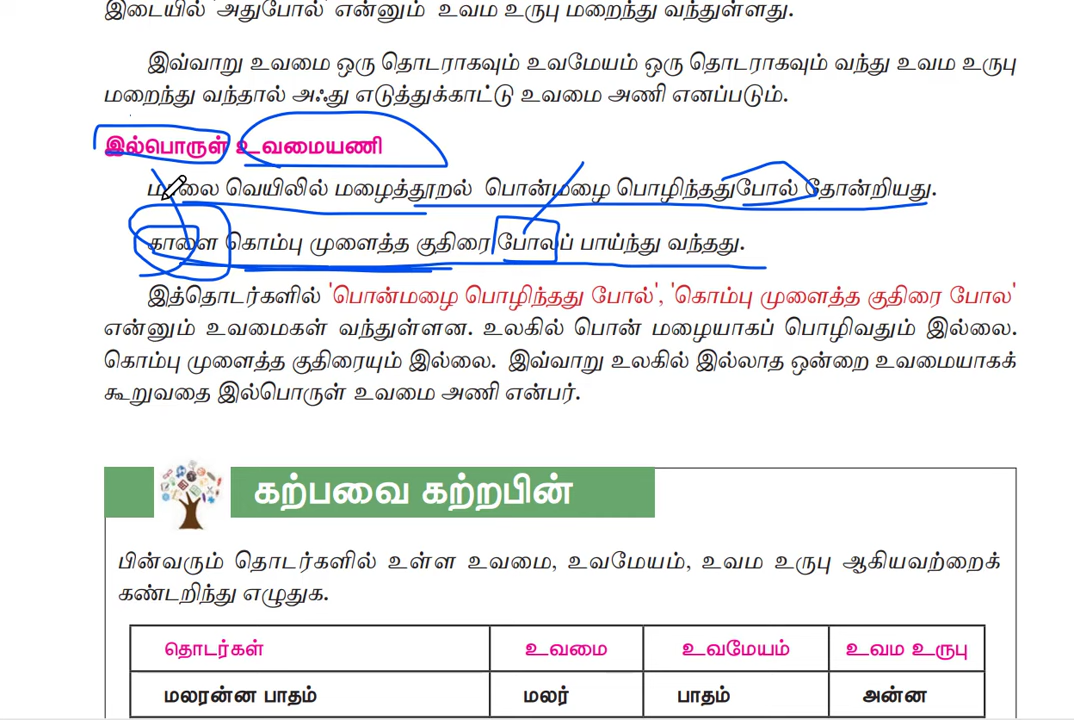 இடையில் 'அதுபோல்' என்னும் உவம உருபு மறைந்து வந்துள்ளது.
இவ்வாறு உவமை ஒரு தொடராகவும் உவமேயம் ஒரு தொடராகவும் வந்து உவம உருபு
மறைந்து வந்தால் அஃது எடுத்துக்காட்டு உவமை அணி எனப்படும்.
இல்பொருள் உவமையணி
மாலை வெயிலில் மழைத்தூறல் பொன்மழை பொழிந்ததுபோல் தோன்றியது.
காளை கொம்பு முளைத்த குதிரை போலப் பாய்ந்து வந்தது.
இத்தொடர்களில் 'பொன்மழை பொழிந்தது போல்', 'கொம்பு முளைத்த குதிரை போல'
என்னும் உவமைகள் வந்துள்ளன. உலகில் பொன் மழையாகப் பொழிவதும் இல்லை.
கொம்பு முளைத்த குதிரையும் இல்லை. இவ்வாறு உலகில் இல்லாத ஒன்றை உவமையாகக்
கூறுவதை இல்பொருள் உவமை அணி என்பர்.
கற்பவை கற்றபின்
பின்வரும் தொடர்களில் உள்ள உவமை, உவமேயம், உவம உருபு ஆகியவற்றைக்
கண்டறிந்து எழுதுக.
தொடர்கள் உவமை உவமேயம் உவம உருபு
மலரன்ன பாதம் மலர் பாதம் அன்ன